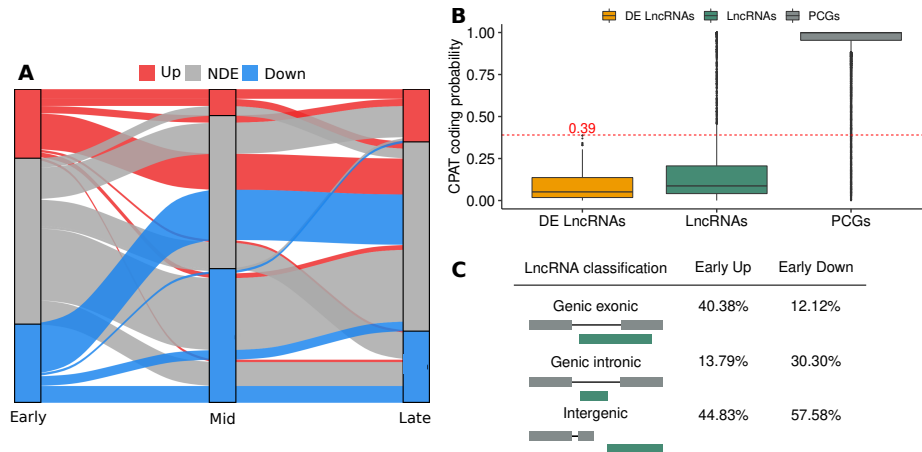 A
Up NDE Down
Early Mid Late
B
DE LncRNAs LncRNAs PCGs
CPAT coding probability
1.00
0.75
0.50
0.25
0.00
0.39
DE LncRNAs LncRNAs PCGs
C
LncRNA classification Early Up Early Down
Genic exonic 40.38% 12.12%
Genic intronic 13.79% 30.30%
Intergenic 44.83% 57.58%